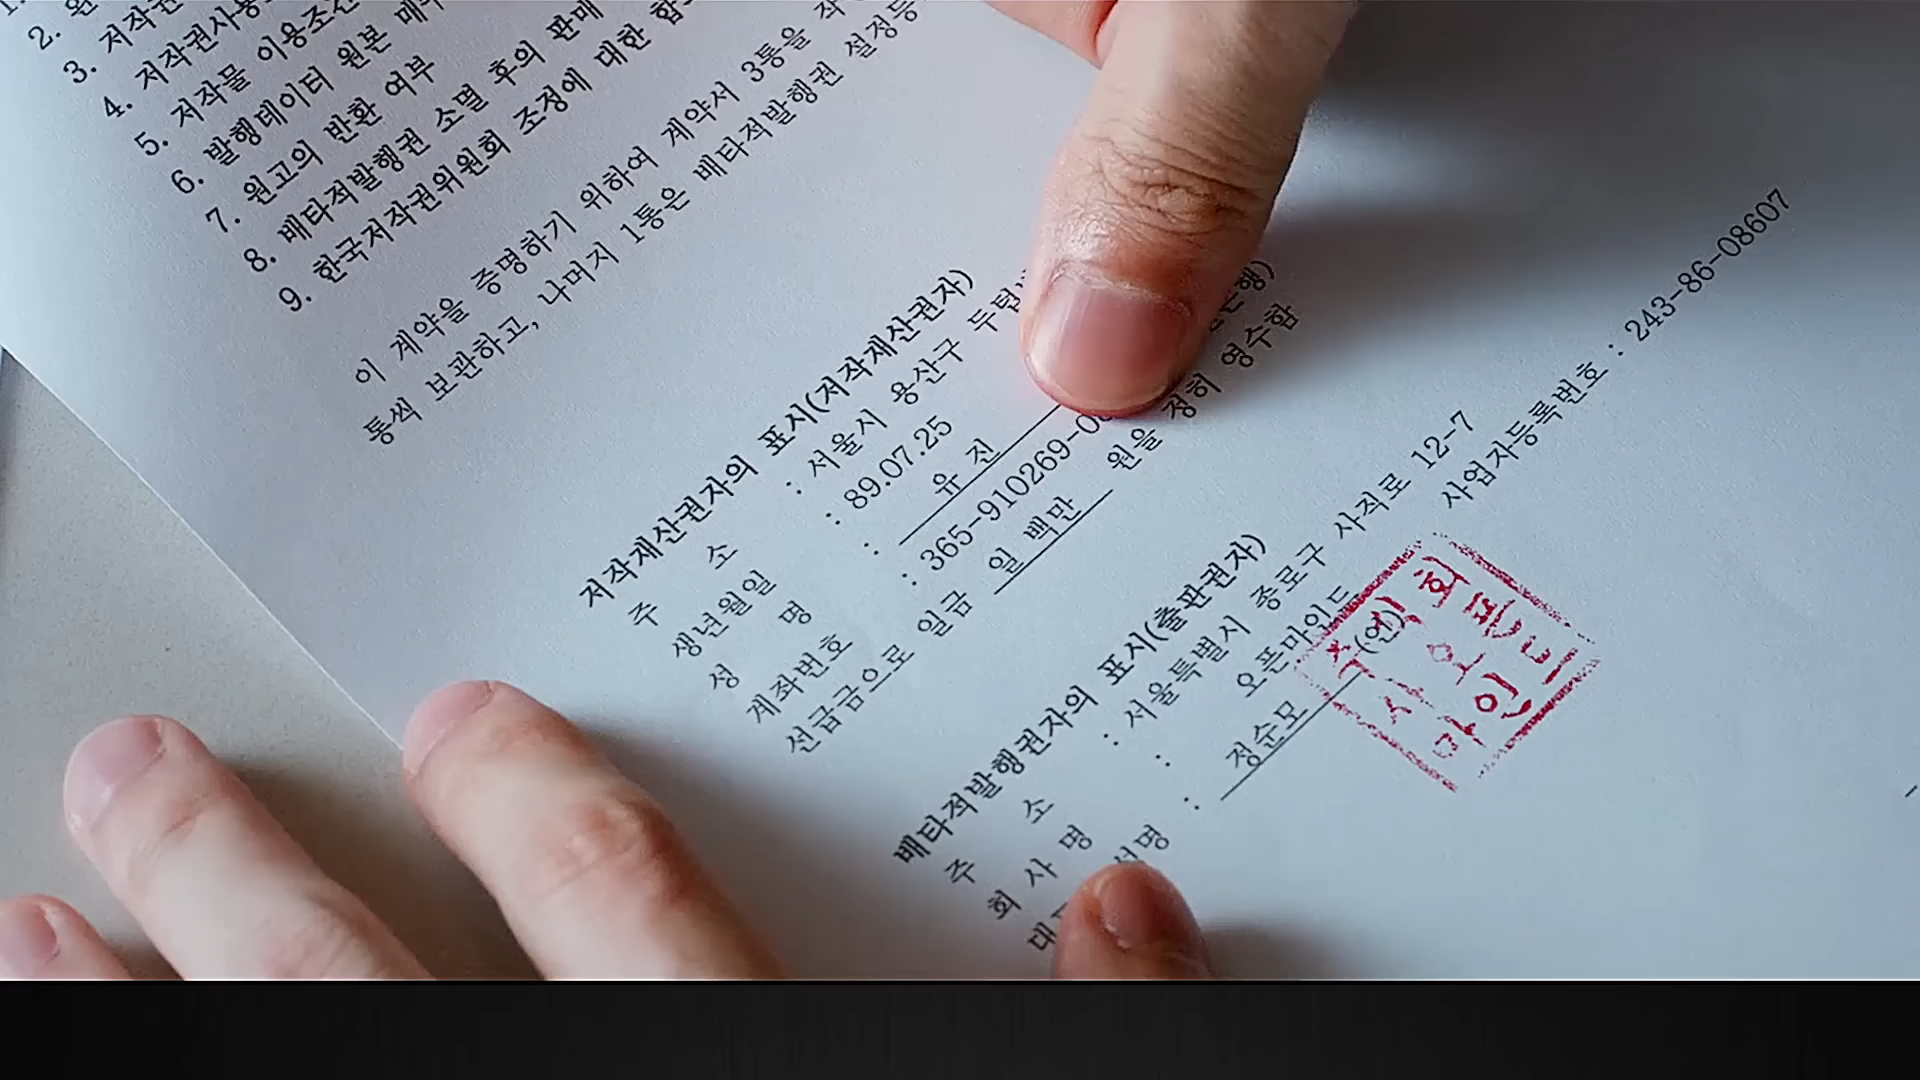 2. 원
3. 저작권
4. 저작권사용료
5. 저작물 이용조건
6. 발행데이터 원본 매수
7. 원고의 반환 여부
8. 배타적발행권 소멸 후의 판매
9. 한국저작권위원회 조정에 대한 합
이 계약을 증명하기 위하여 계약서 3통을 작
통씩 보관하고, 나머지 1통은 배타적발행권 설정등
저작재산권자의 표시(저작재산권자)
주 소 : 서울시 용산구 두텁
생년월일 : 89.07.25
성 명 : 유 진
계좌번호 : 365-910269-0
선급금으로 일금 일 백만 원을 정히 영수함
배타적발행권자의 표시(출판권자)
주 소 : 서울특별시 종로구 사직로 12-7
회 사 명 : 오픈마인드 사업자등록번호 : 243-86-08607
대 성명 : 정순모 (인)
주식회
시오픈
마인드